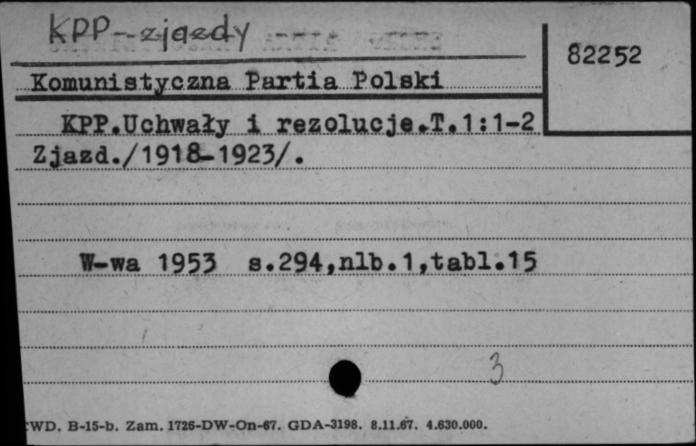 KPP - zjazdy
82252
Komunistyczna Partia Polski
KPP.Uchwały i rezolucje.T.1:1-2
Zjazd./1918-1923/.
W-wa 1953 s.294,nlb.1,tabl.15
3
WD. B-15-b. Zam. 1726-DW-On-67. GDA-3198. 8.11.67. 4.630.000.